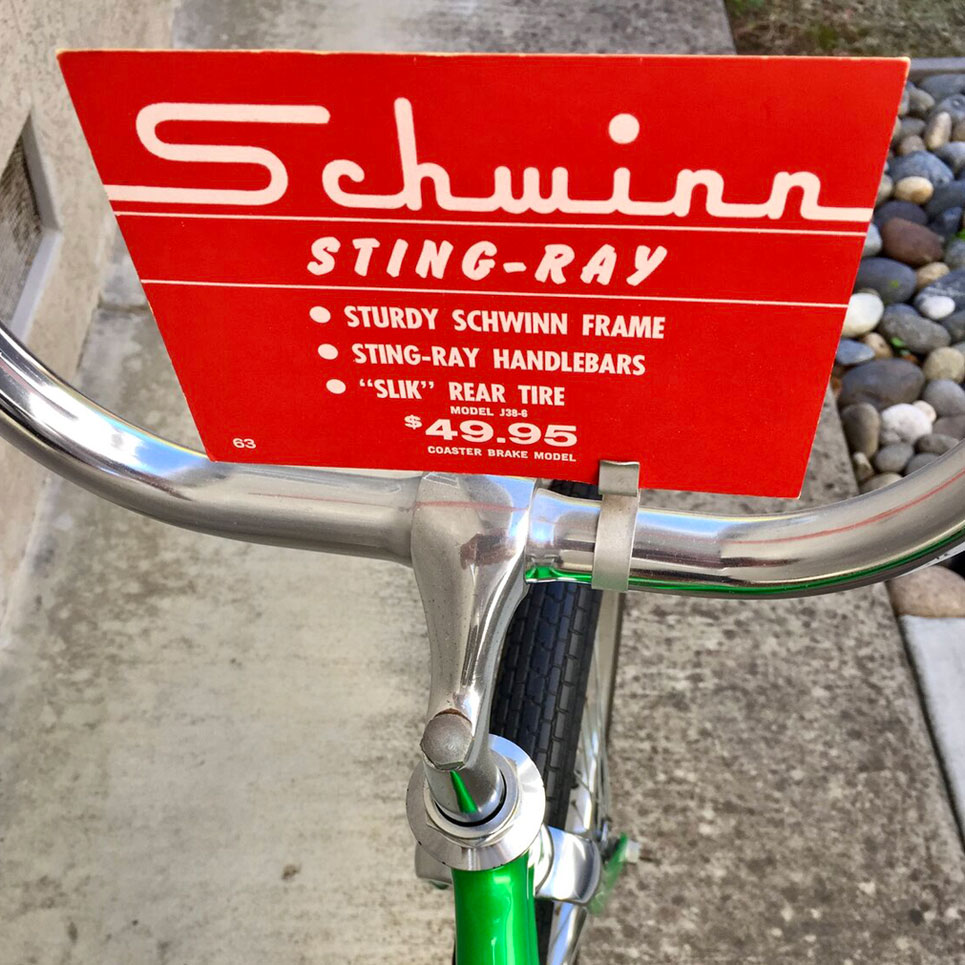 Schwinn
STING-RAY
● STURDY SCHWINN FRAME
● STING-RAY HANDLEBARS
● "SLIK" REAR TIRE
MODEL J38-6
$49.95
COASTER BRAKE MODEL
63